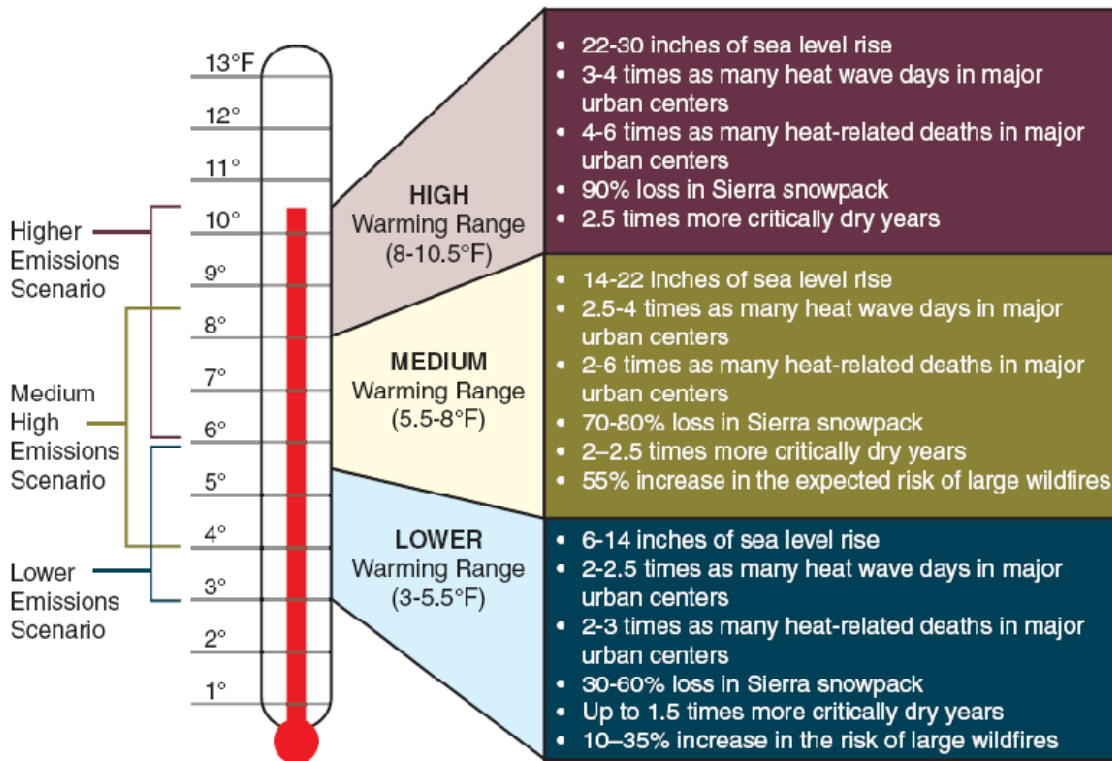 13°F
12°
11°
10°
9°
8°
7°
6°
5°
4°
3°
2°
1°
Higher
Emissions
Scenario
Medium
High
Emissions
Scenario
Lower
Emissions
Scenario
HIGH
Warming Range
(8-10.5°F)
MEDIUM
Warming Range
(5.5-8°F)
LOWER
Warming Range
(3-5.5°F)
• 22-30 inches of sea level rise
• 3-4 times as many heat wave days in major
urban centers
• 4-6 times as many heat-related deaths in major
urban centers
• 90% loss in Sierra snowpack
• 2.5 times more critically dry years
• 14-22 inches of sea level rise
• 2.5-4 times as many heat wave days in major
urban centers
• 2-6 times as many heat-related deaths in major
urban centers
• 70-80% loss in Sierra snowpack
• 2–2.5 times more critically dry years
• 55% increase in the expected risk of large wildfires
• 6-14 inches of sea level rise
• 2-2.5 times as many heat wave days in major
urban centers
• 2-3 times as many heat-related deaths in major
urban centers
• 30-60% loss in Sierra snowpack
• Up to 1.5 times more critically dry years
• 10–35% increase in the risk of large wildfires